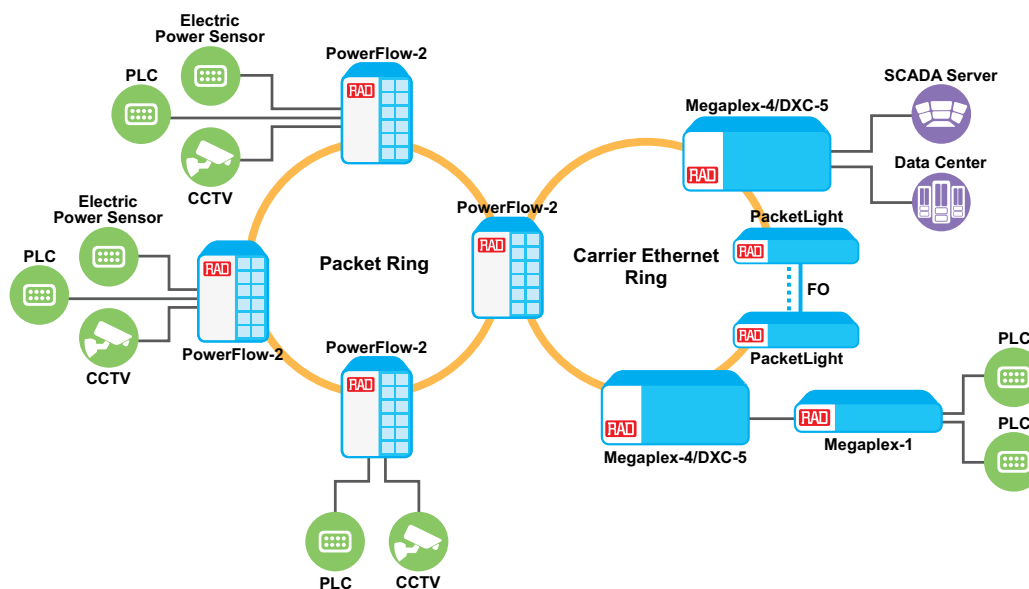 Electric
Power Sensor
PLC
CCTV
PowerFlow-2
RAD
Electric
Power Sensor
PLC
CCTV
RAD
PowerFlow-2
Packet Ring
PowerFlow-2
RAD
PowerFlow-2
RAD
PLC
CCTV
Carrier Ethernet
Ring
Megaplex-4/DXC-5
RAD
SCADA Server
Data Center
PacketLight
RAD
FO
RAD
PacketLight
RAD
Megaplex-4/DXC-5
RAD
Megaplex-1
PLC
PLC